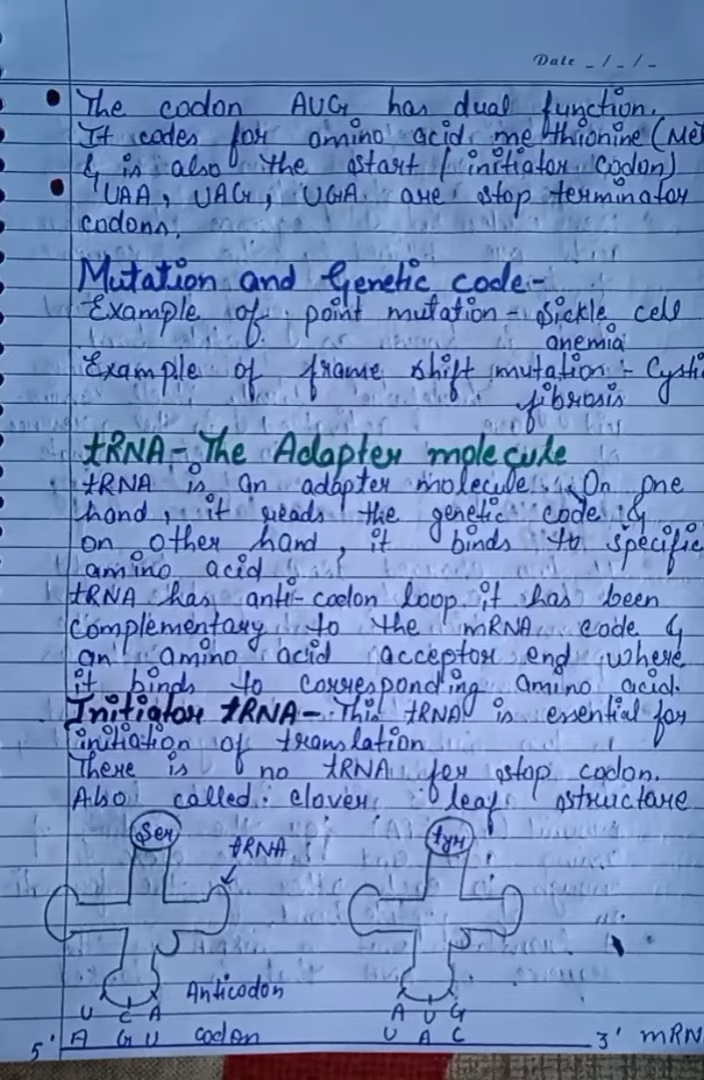 Date _ / _ / _
• The codon AUG has dual function.
It codes for amino acid methionine (Met
& is also the start / initiator codon)
• UAA, UAG, UGA are stop terminator
codons.
Mutation and Genetic code-
Example of point mutation - Sickle cell
anemia
Example of frame shift mutation - Cysti
fibrosis
tRNA - The Adapter molecule
tRNA is an adapter molecule. On one
hand, it reads the genetic code &
on other hand, it binds to specific
amino acid.
tRNA has anti-codon loop it has been
complementary to the mRNA code &
an amino acid acceptor end where
it binds to corresponding amino acid.
Initiator tRNA - This tRNA is essential for
initiation of translation
There is no tRNA for stop codon.
Also called: clover leaf structure
Ser tyr
tRNA
Anticodon
U C A A U G
A G U codon U A C
5' 3' mRN